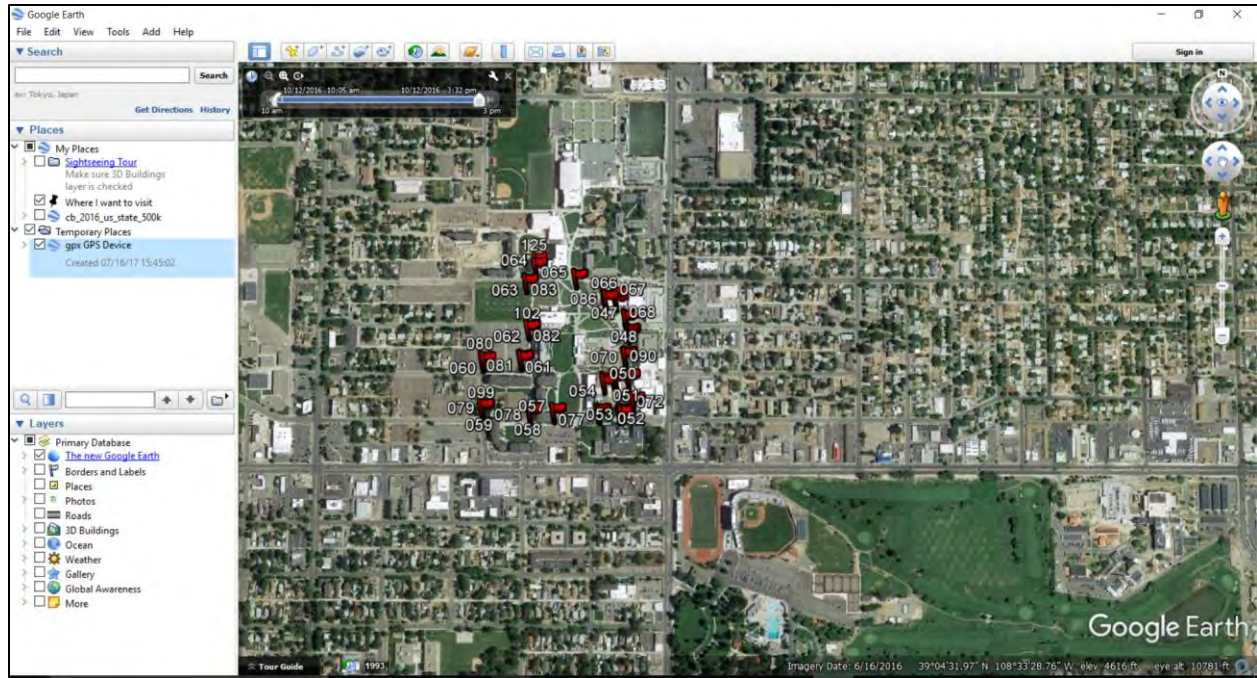 Google Earth
File Edit View Tools Add Help
▼ Search
Search
ex: Tokyo, Japan
Get Directions History
▼ Places
My Places
Sightseeing Tour
Make sure 3D Buildings
layer is checked
Where I want to visit
cb_2016_us_state_500k
Temporary Places
gpx GPS Device
Created 07/16/17 15:45:02
▼ Layers
Primary Database
The new Google Earth
Borders and Labels
Places
Photos
Roads
3D Buildings
Ocean
Weather
Gallery
Global Awareness
More
Sign in
10/12/2016 10:05 am 10/12/2016 3:32 pm
10 am 3 pm
N
125
064 065
063 083 066 067
086
102 047 068
062 082 048
080 070 090
060 081 061 050
099 054 051
079 057 072
078 053 052
059 058 077
Tour Guide 1993
Google Earth
Imagery Date: 6/16/2016 39°04'31.97" N 108°33'28.76" W elev 4616 ft eye alt 10781 ft